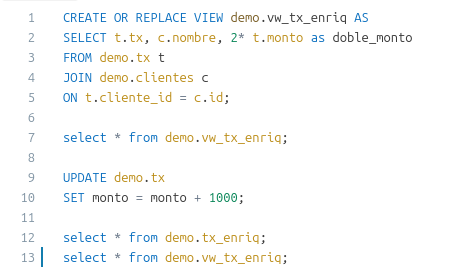 1 CREATE OR REPLACE VIEW demo.vw_tx_enriq AS
2 SELECT t.tx, c.nombre, 2* t.monto as doble_monto
3 FROM demo.tx t
4 JOIN demo.clientes c
5 ON t.cliente_id = c.id;
6
7 select * from demo.vw_tx_enriq;
8
9 UPDATE demo.tx
10 SET monto = monto + 1000;
11
12 select * from demo.tx_enriq;
13 select * from demo.vw_tx_enriq;